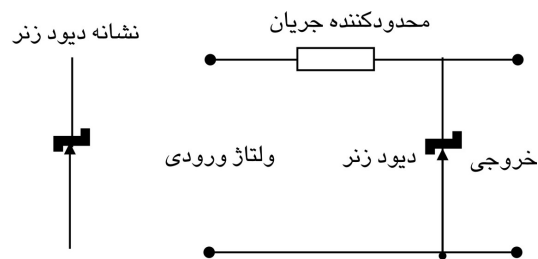 محدودکننده جریان
نشانه دیود زنر
ولتاژ ورودی
دیود زنر
خروجی